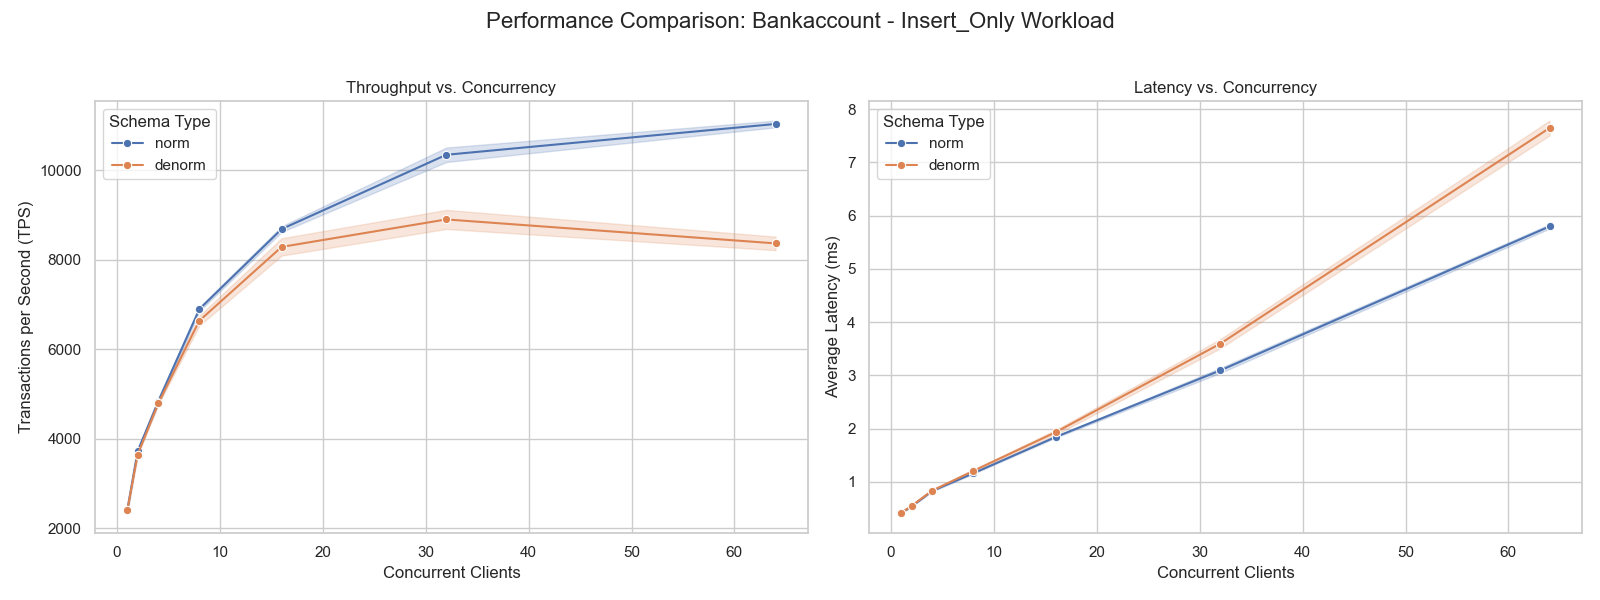 Performance Comparison: Bankaccount - Insert_Only Workload
Throughput vs. Concurrency
Schema Type
norm
denorm
Transactions per Second (TPS)
10000
8000
6000
4000
2000
0 10 20 30 40 50 60
Concurrent Clients
Latency vs. Concurrency
Schema Type
norm
denorm
Average Latency (ms)
8
7
6
5
4
3
2
1
0 10 20 30 40 50 60
Concurrent Clients